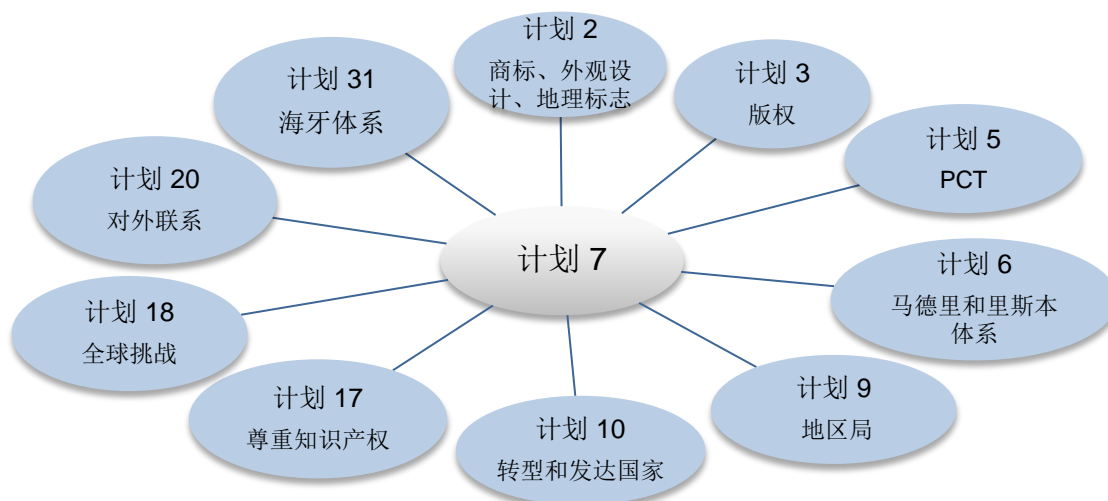 计划 2
商标、外观设
计、地理标志
计划 3
版权
计划 5
PCT
计划 6
马德里和里斯本
体系
计划 9
地区局
计划 10
转型和发达国家
计划 17
尊重知识产权
计划 18
全球挑战
计划 20
对外联系
计划 31
海牙体系
计划 7